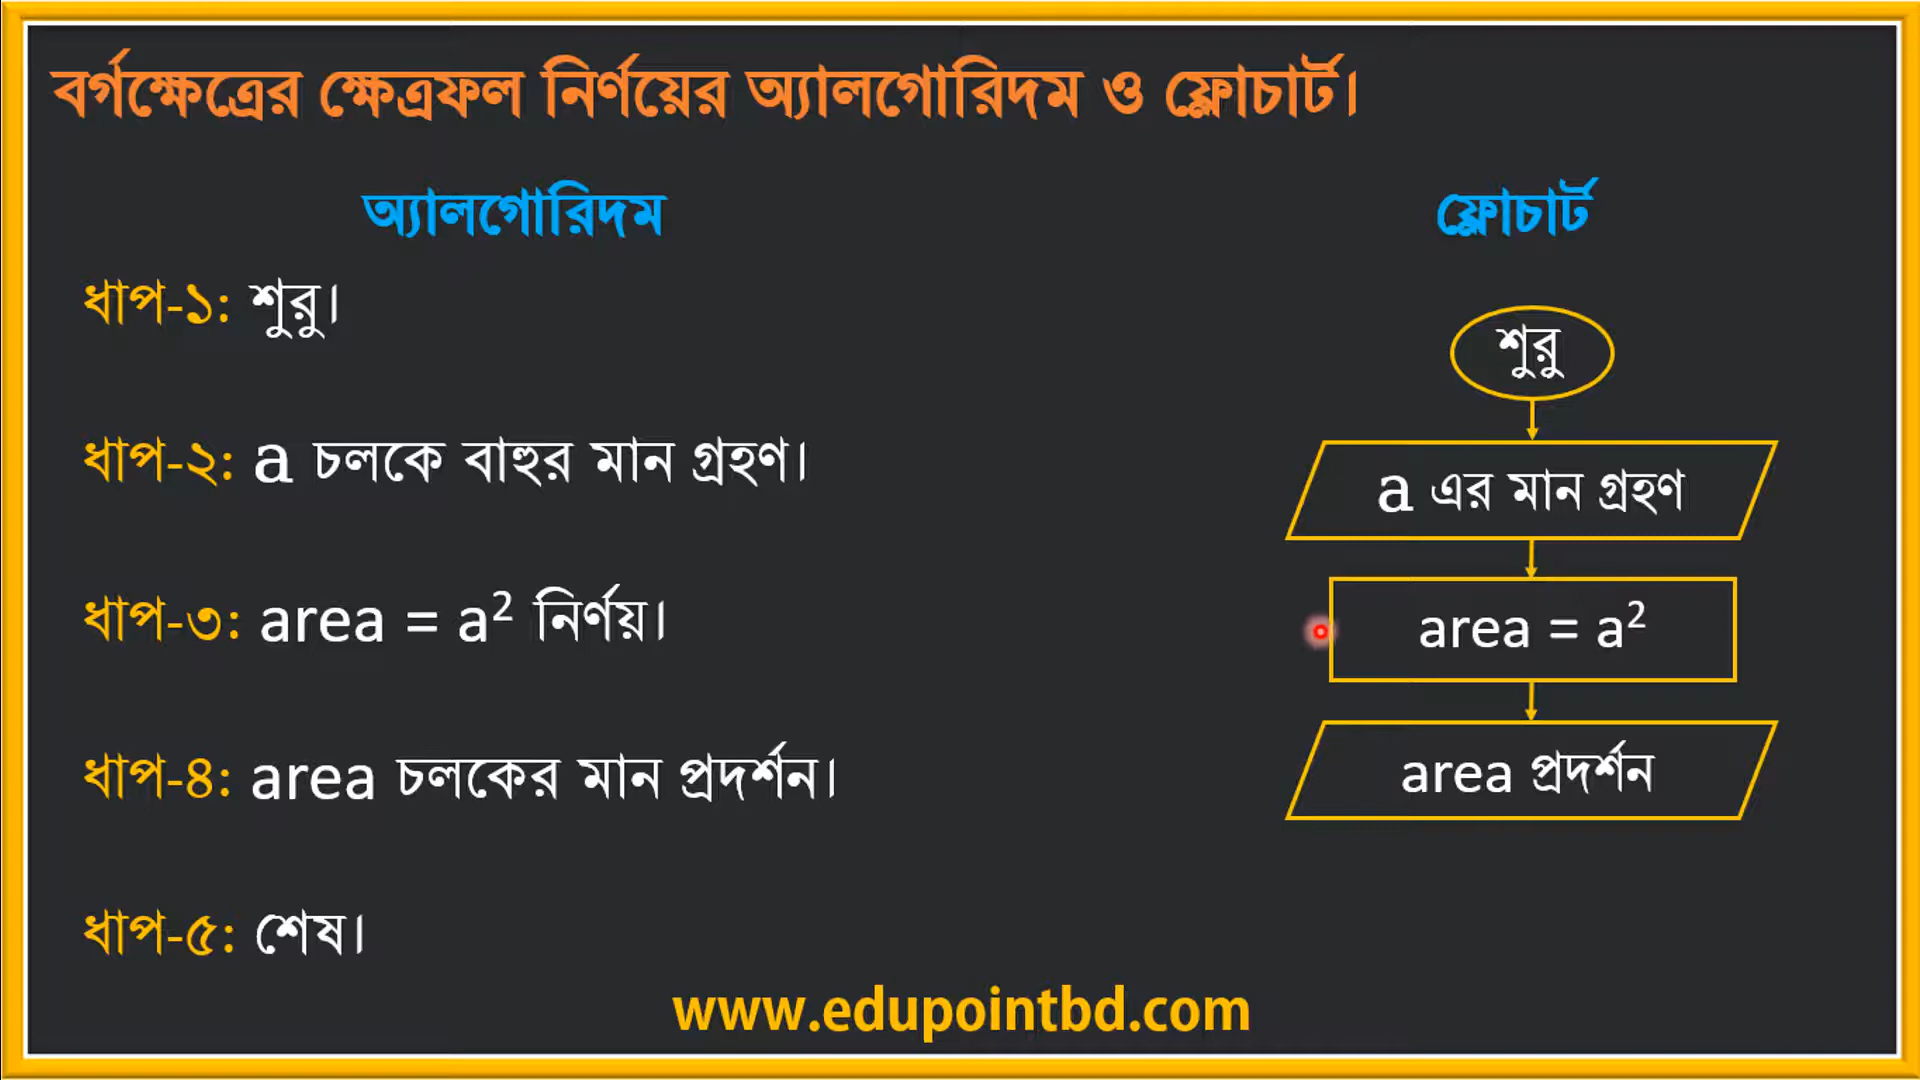 বর্গক্ষেত্রের ক্ষেত্রফল নির্ণয়ের অ্যালগোরিদম ও ফ্লোচার্ট।
অ্যালগোরিদম
ধাপ-১: শুরু।
ধাপ-২: a চলকে বাহুর মান গ্রহণ।
ধাপ-৩: area = a² নির্ণয়।
ধাপ-৪: area চলকের মান প্রদর্শন।
ধাপ-৫: শেষ।
ফ্লোচার্ট
শুরু
a এর মান গ্রহণ
area = a²
area প্রদর্শন
www.edupointbd.com